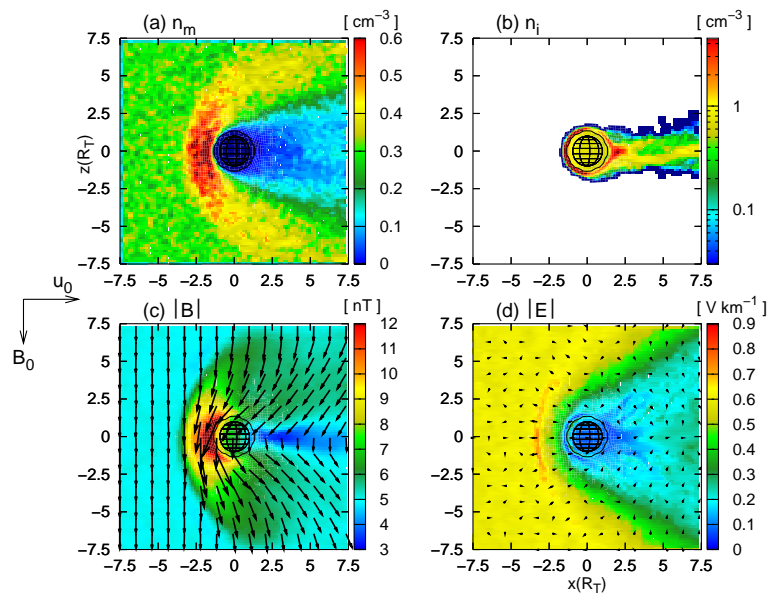 (a) n_m [ cm⁻³ ]
(b) n_i [ cm⁻³ ]
7.5 5 2.5 0 −2.5 −5 −7.5
z(R_T)
0.6 0.5 0.4 0.3 0.2 0.1 0
7.5 5 2.5 0 −2.5 −5 −7.5
1 0.1
−7.5 −5 −2.5 0 2.5 5 7.5
−7.5 −5 −2.5 0 2.5 5 7.5
u_0
B_0
(c) |B| [ nT ]
(d) |E| [ V km⁻¹ ]
7.5 5 2.5 0 −2.5 −5 −7.5
12 11 10 9 8 7 6 5 4 3
7.5 5 2.5 0 −2.5 −5 −7.5
0.9 0.8 0.7 0.6 0.5 0.4 0.3 0.2 0.1 0
−7.5 −5 −2.5 0 2.5 5 7.5
−7.5 −5 −2.5 0 2.5 5 7.5
x(R_T)